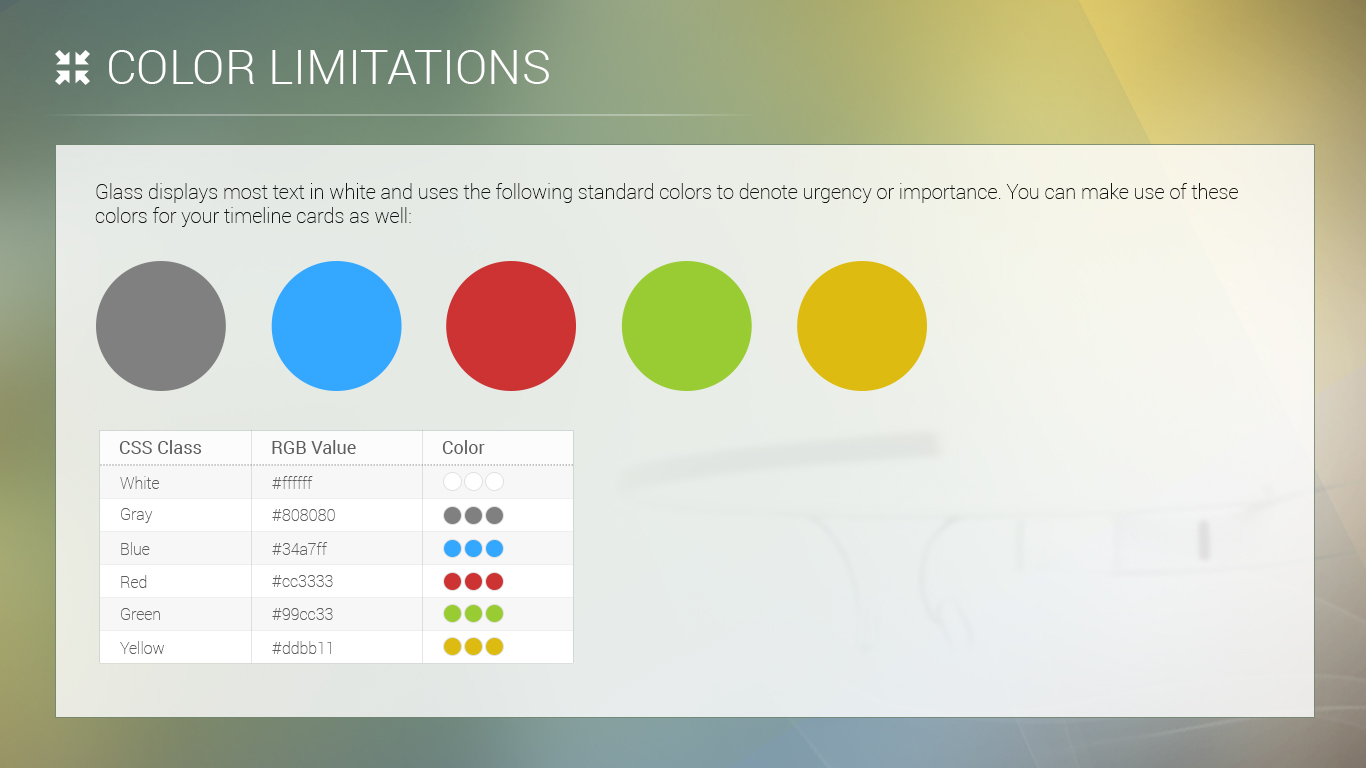 COLOR LIMITATIONS
Glass displays most text in white and uses the following standard colors to denote urgency or importance. You can make use of these
colors for your timeline cards as well:
CSS Class RGB Value Color
White #ffffff
Gray #808080
Blue #34a7ff
Red #cc3333
Green #99cc33
Yellow #ddbb11